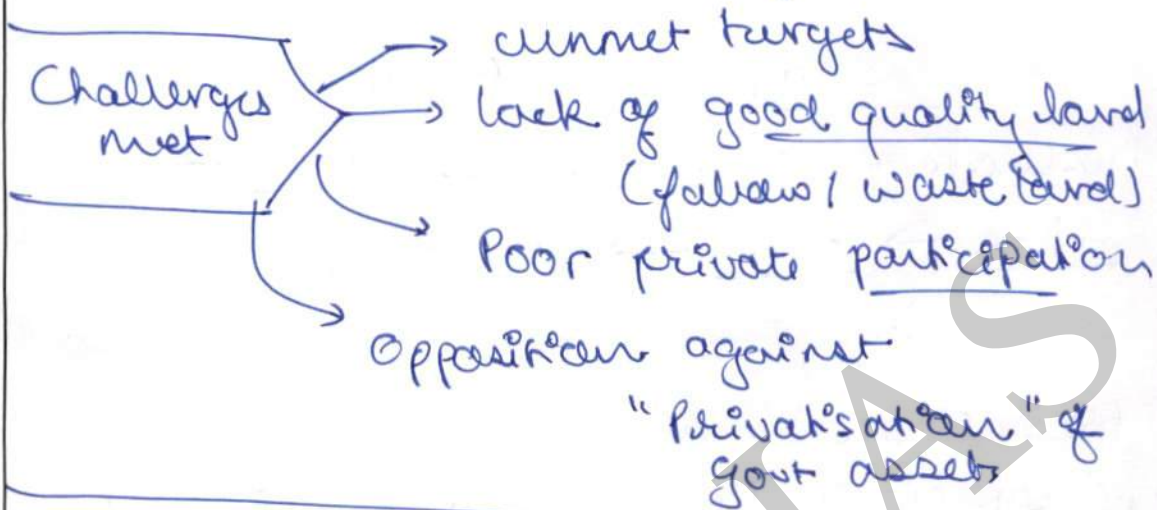 unmet targets
Challenges
met
lack of good quality land
(fallow / waste land)
Poor private participation
Opposition against
"Privatisation" of
govt assets
IAS